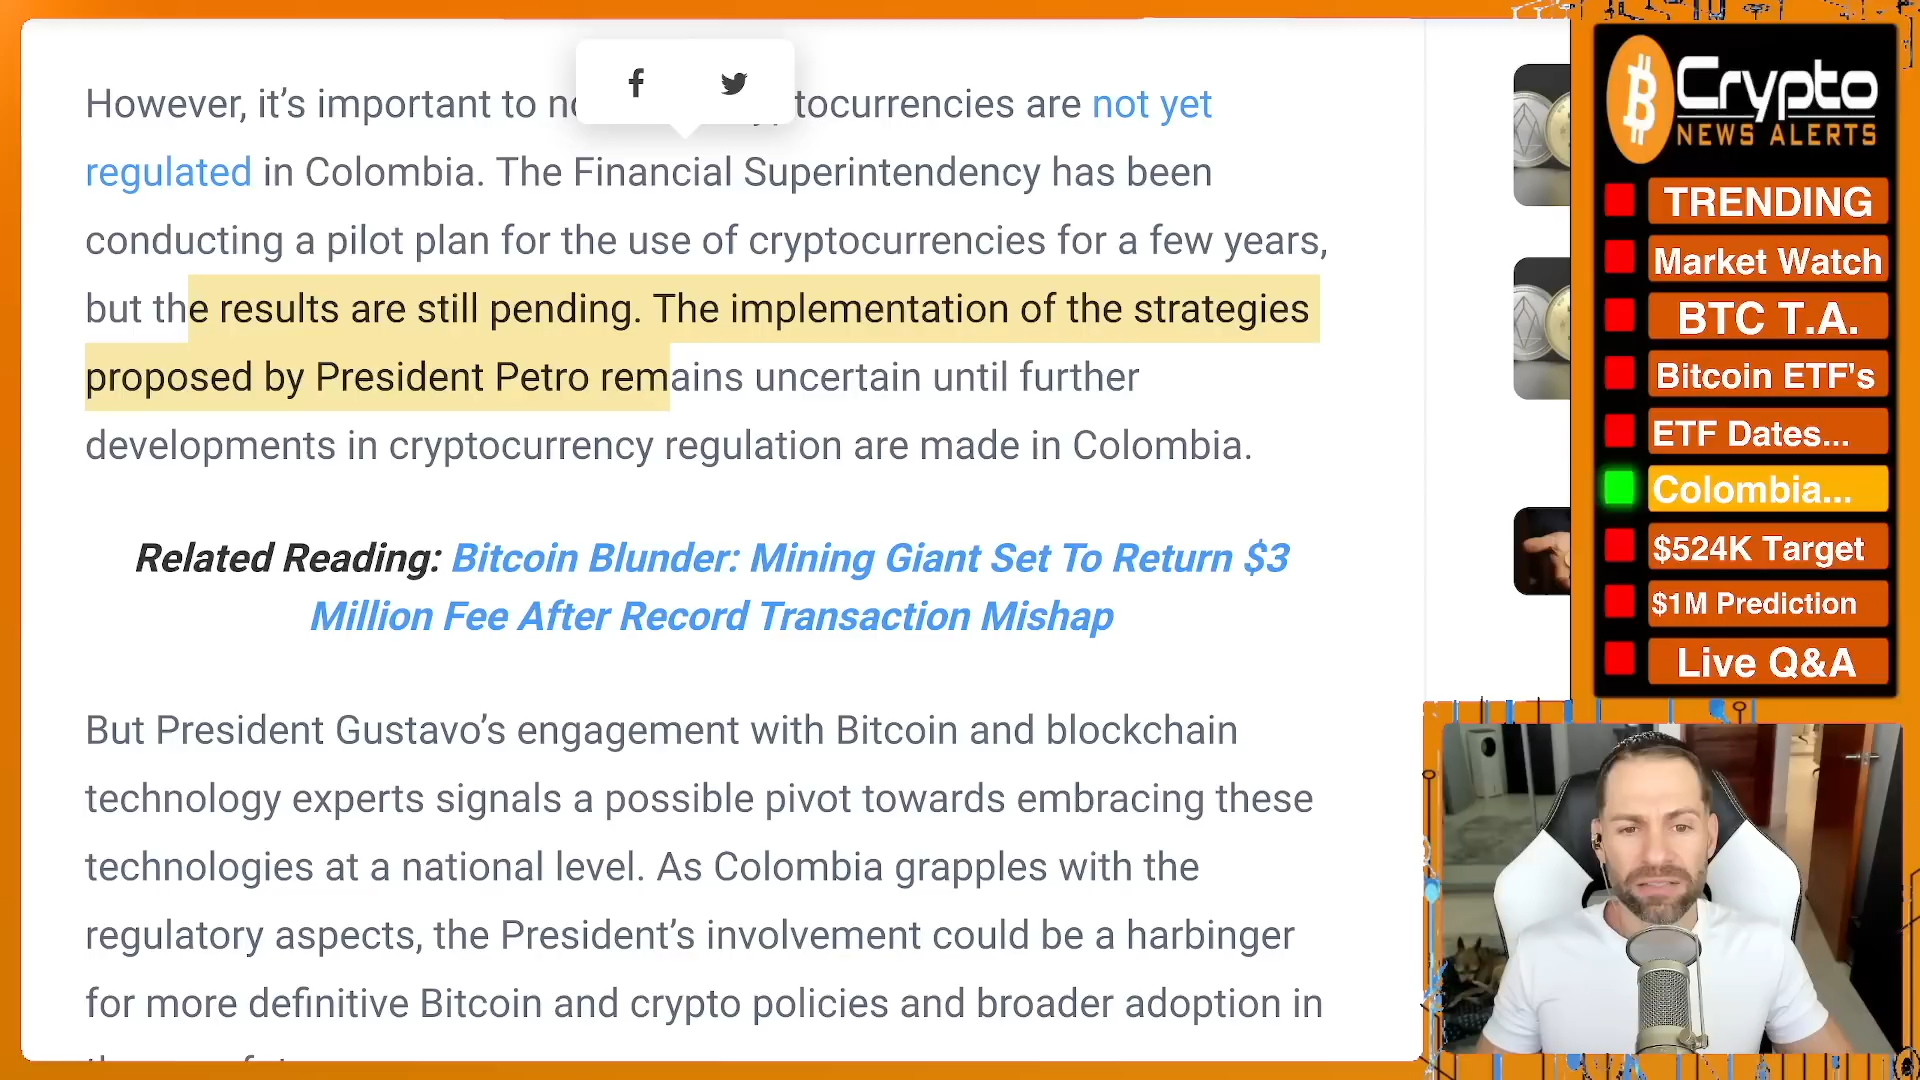 However, it's important to no tocurrencies are not yet
regulated in Colombia. The Financial Superintendency has been
conducting a pilot plan for the use of cryptocurrencies for a few years,
but the results are still pending. The implementation of the strategies
proposed by President Petro remains uncertain until further
developments in cryptocurrency regulation are made in Colombia.
Related Reading: Bitcoin Blunder: Mining Giant Set To Return $3
Million Fee After Record Transaction Mishap
But President Gustavo's engagement with Bitcoin and blockchain
technology experts signals a possible pivot towards embracing these
technologies at a national level. As Colombia grapples with the
regulatory aspects, the President's involvement could be a harbinger
for more definitive Bitcoin and crypto policies and broader adoption in
Crypto
NEWS ALERTS
TRENDING
Market Watch
BTC T.A.
Bitcoin ETF's
ETF Dates...
Colombia...
$524K Target
$1M Prediction
Live Q&A